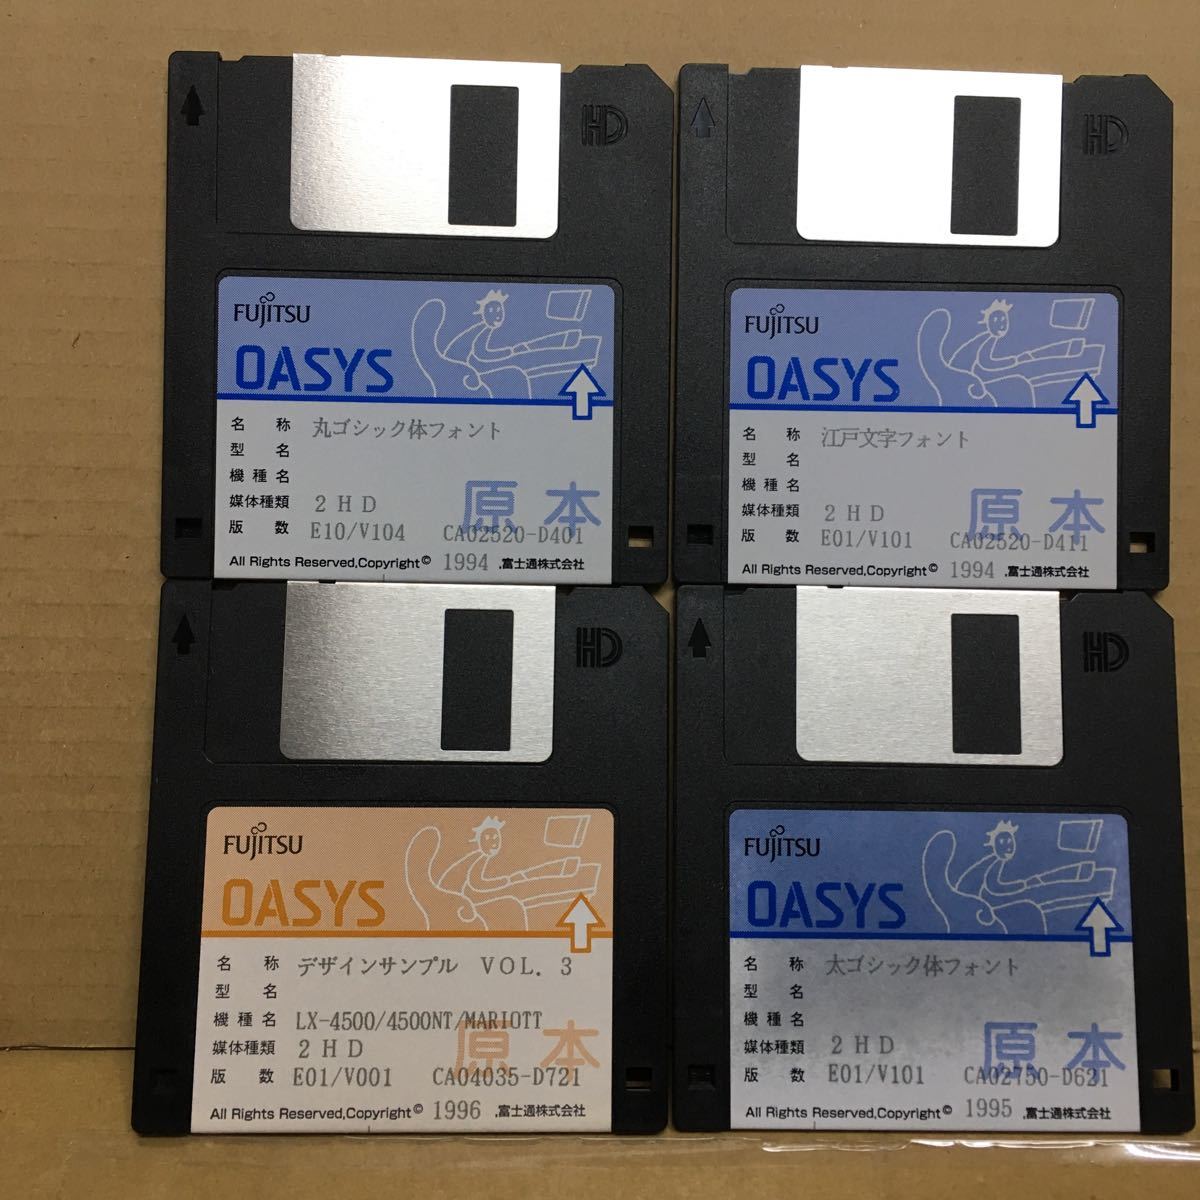 HD
FUJITSU
OASYS
名 称 丸ゴシック体フォント
型 名
機種名
媒体種類 2HD
版 数 E10/V104 CA02520-D401
原本
All Rights Reserved,Copyright© 1994 ,富士通株式会社
HD
FUJITSU
OASYS
名 称 江戸文字フォント
型 名
機種名
媒体種類 2HD
版 数 E01/V101 CA02520-D411
原本
All Rights Reserved,Copyright© 1994 ,富士通株式会社
HD
FUJITSU
OASYS
名 称 デザインサンプル VOL.3
型 名
機種名 LX-4500/4500NT/MARIOTT
媒体種類 2HD
版 数 E01/V001 CA04035-D721
原本
All Rights Reserved,Copyright© 1996 ,富士通株式会社
HD
FUJITSU
OASYS
名 称 太ゴシック体フォント
型 名
機種名
媒体種類 2HD
版 数 E01/V101 CA02750-D621
原本
All Rights Reserved,Copyright© 1995 ,富士通株式会社